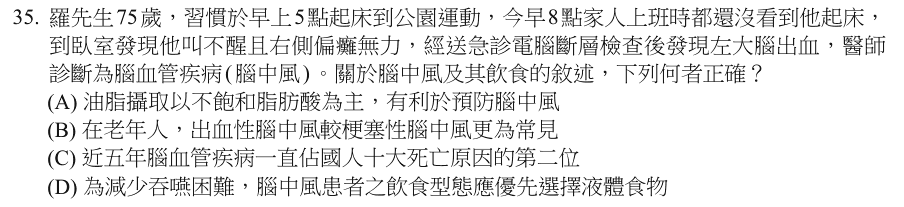 35. 羅先生75歲，習慣於早上5點起床到公園運動，今早8點家人上班時都還沒看到他起床，
到臥室發現他叫不醒且右側偏癱無力，經送急診電腦斷層檢查後發現左大腦出血，醫師
診斷為腦血管疾病(腦中風)。關於腦中風及其飲食的敘述，下列何者正確？
(A) 油脂攝取以不飽和脂肪酸為主，有利於預防腦中風
(B) 在老年人，出血性腦中風較梗塞性腦中風更為常見
(C) 近五年腦血管疾病一直佔國人十大死亡原因的第二位
(D) 為減少吞嚥困難，腦中風患者之飲食型態應優先選擇液體食物